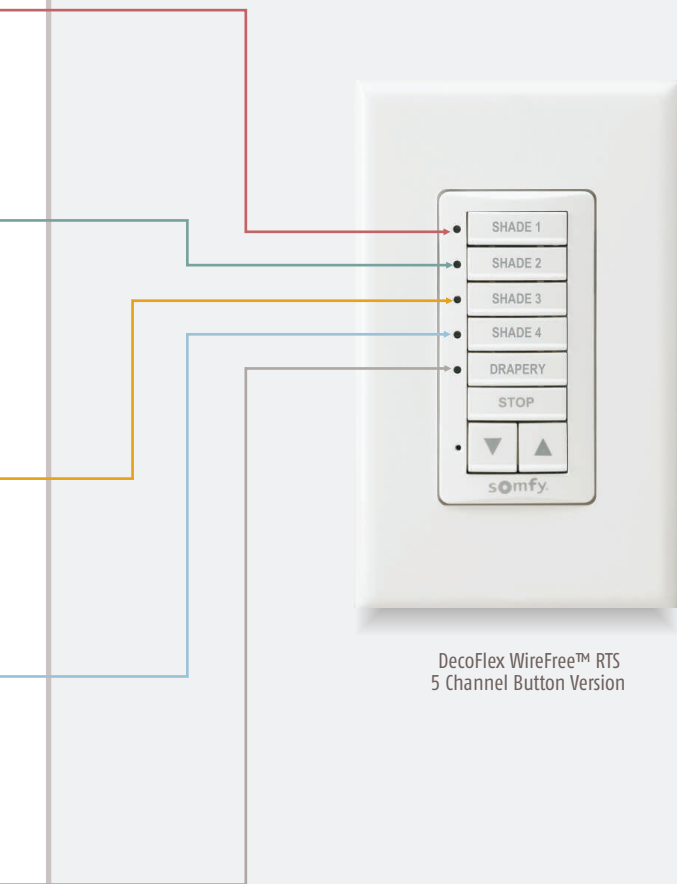 SHADE 1
SHADE 2
SHADE 3
SHADE 4
DRAPERY
STOP
somfy.
DecoFlex WireFree™ RTS
5 Channel Button Version